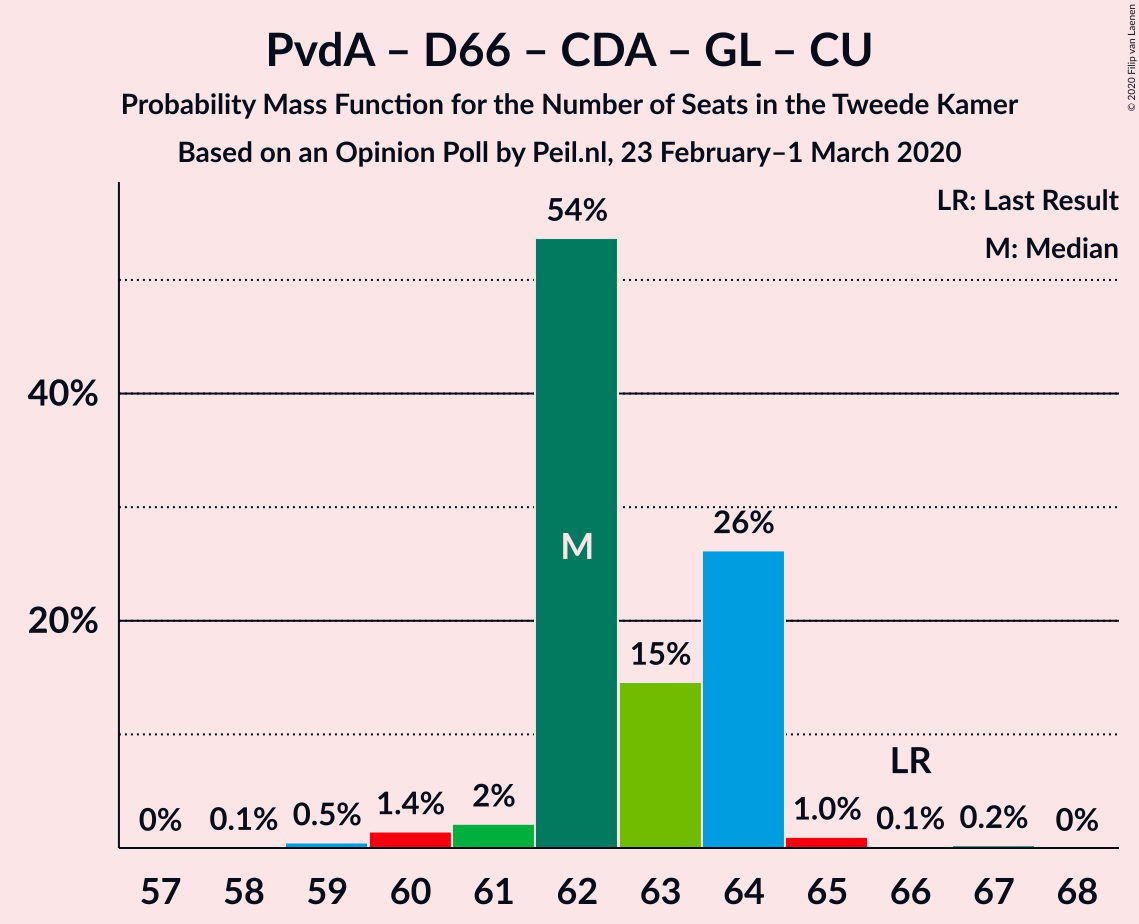 PvdA – D66 – CDA – GL – CU
Probability Mass Function for the Number of Seats in the Tweede Kamer
Based on an Opinion Poll by Peil.nl, 23 February–1 March 2020
© 2020 Filip van Laenen
LR: Last Result
M: Median
40%
20%
0%
0.1%
0.5%
1.4%
2%
54%
M
15%
26%
1.0%
LR
0.1%
0.2%
0%
57 58 59 60 61 62 63 64 65 66 67 68